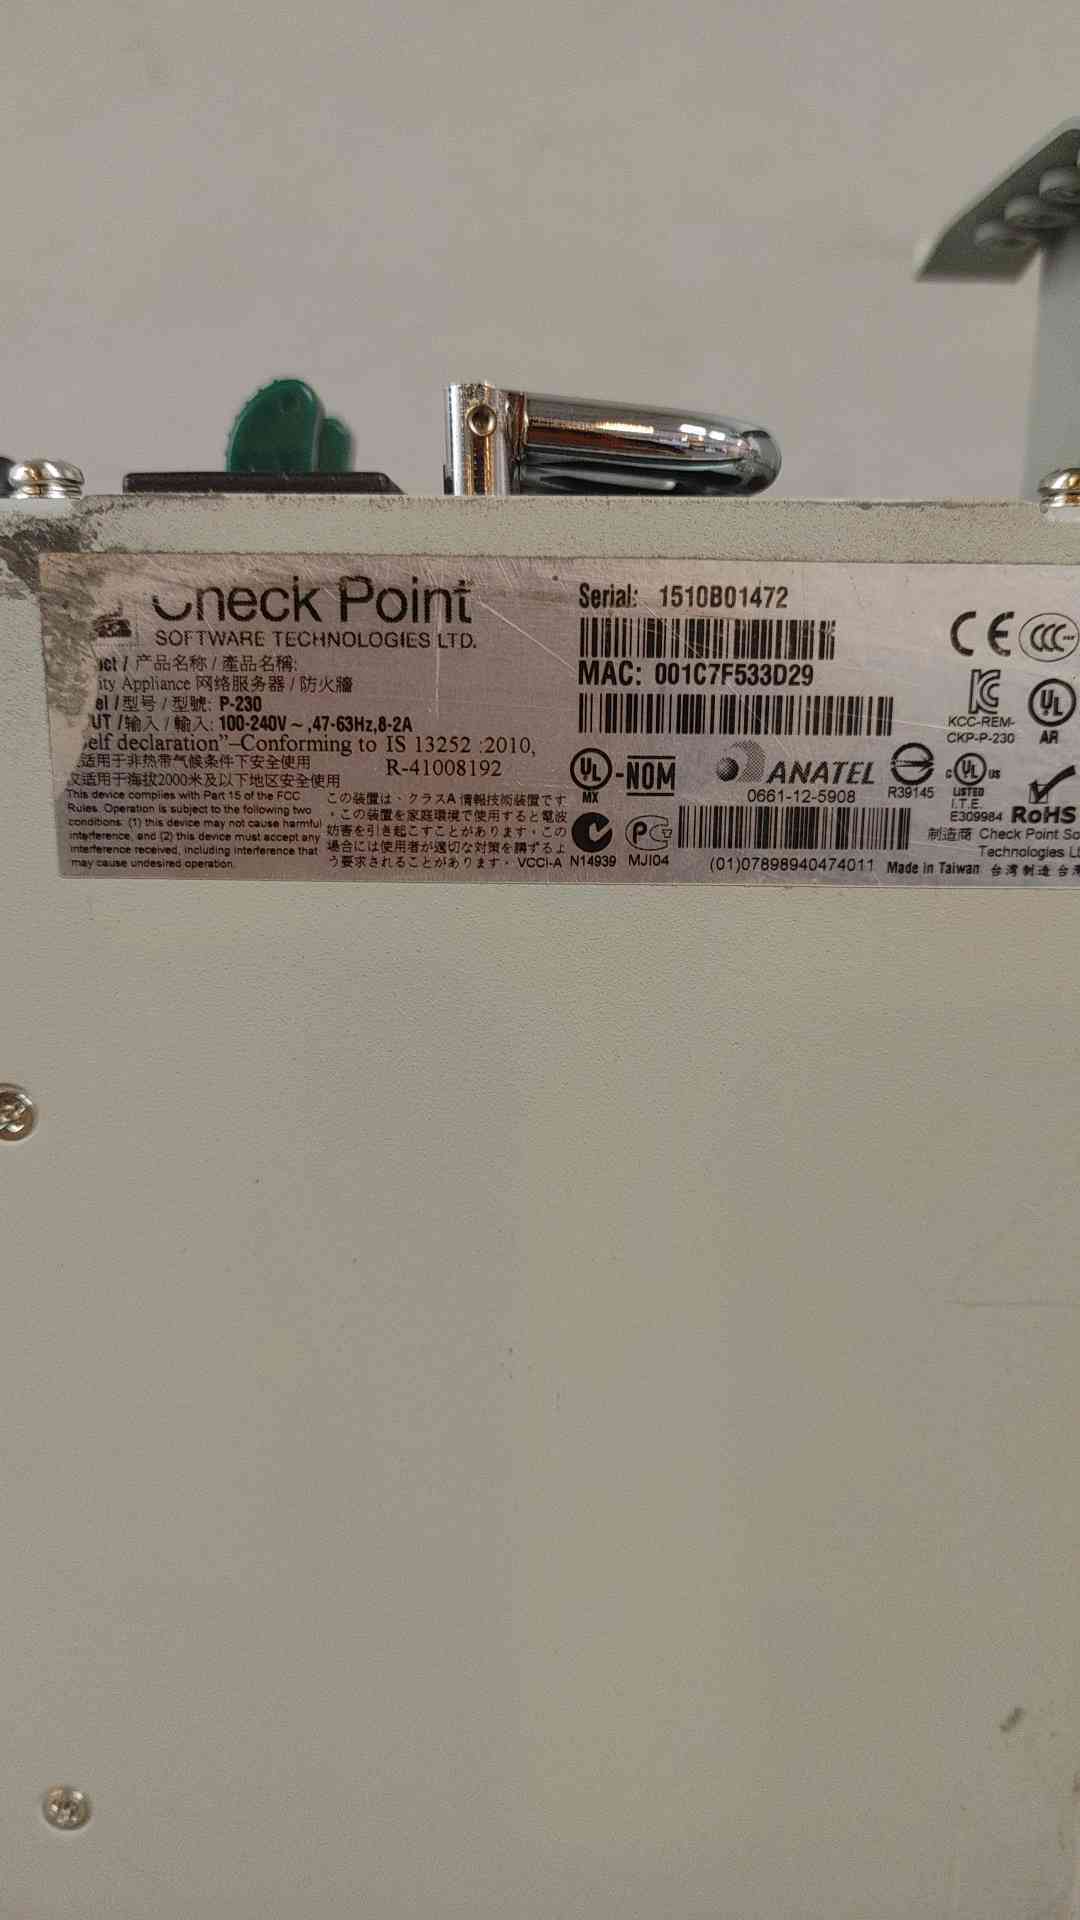 Check Point
SOFTWARE TECHNOLOGIES LTD.
/ 产品名称 / 產品名稱:
Appliance 网络服务器 / 防火牆
/ 型号 / 型號: P-230
/ 输入 / 輸入: 100-240V ~ ,47-63Hz,8-2A
declaration"–Conforming to IS 13252 :2010,
适用于非热带气候条件下安全使用
R-41008192
适用于海拔2000米及以下地区安全使用
This device complies with Part 15 of the FCC
Rules. Operation is subject to the following two
conditions: (1) this device may not cause harmful
interference, and (2) this device must accept any
interference received, including interference that
may cause undesired operation.
この装置は、クラスA 情報技術装置です
。この装置を家庭環境で使用すると電波
妨害を引き起こすことがあります。この
場合には使用者が適切な対策を講ずるよ
う要求されることがあります。 VCCI-A
Serial: 1510B01472
MAC: 001C7F533D29
UL
MX
-NOM
ANATEL
0661-12-5908
R39145
N14939
PC
MJI04
(01)07898940474011
CE
CCC
KC
KCC-REM-
CKP-P-230
UL
AR
c UL us
LISTED
I.T.E.
E309984
RoHS
制造商 Check Point
Technologies
Made in Taiwan 台湾制造